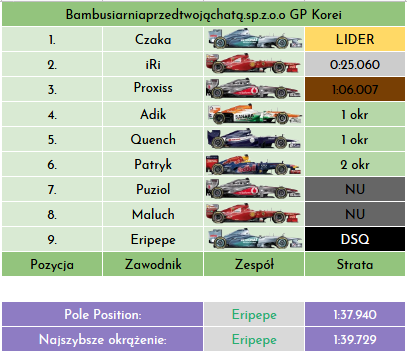 Bambusiarniaprzedtwojąchatą.sp.z.o.o GP Korei
1. Czaka LIDER
2. iRi 0:25.060
3. Proxiss 1:06.007
4. Adik 1 okr
5. Quench 1 okr
6. Patryk 2 okr
7. Puziol NU
8. Maluch NU
9. Eripepe DSQ
Pozycja Zawodnik Zespół Strata
Pole Position: Eripepe 1:37.940
Najszybsze okrążenie: Eripepe 1:39.729